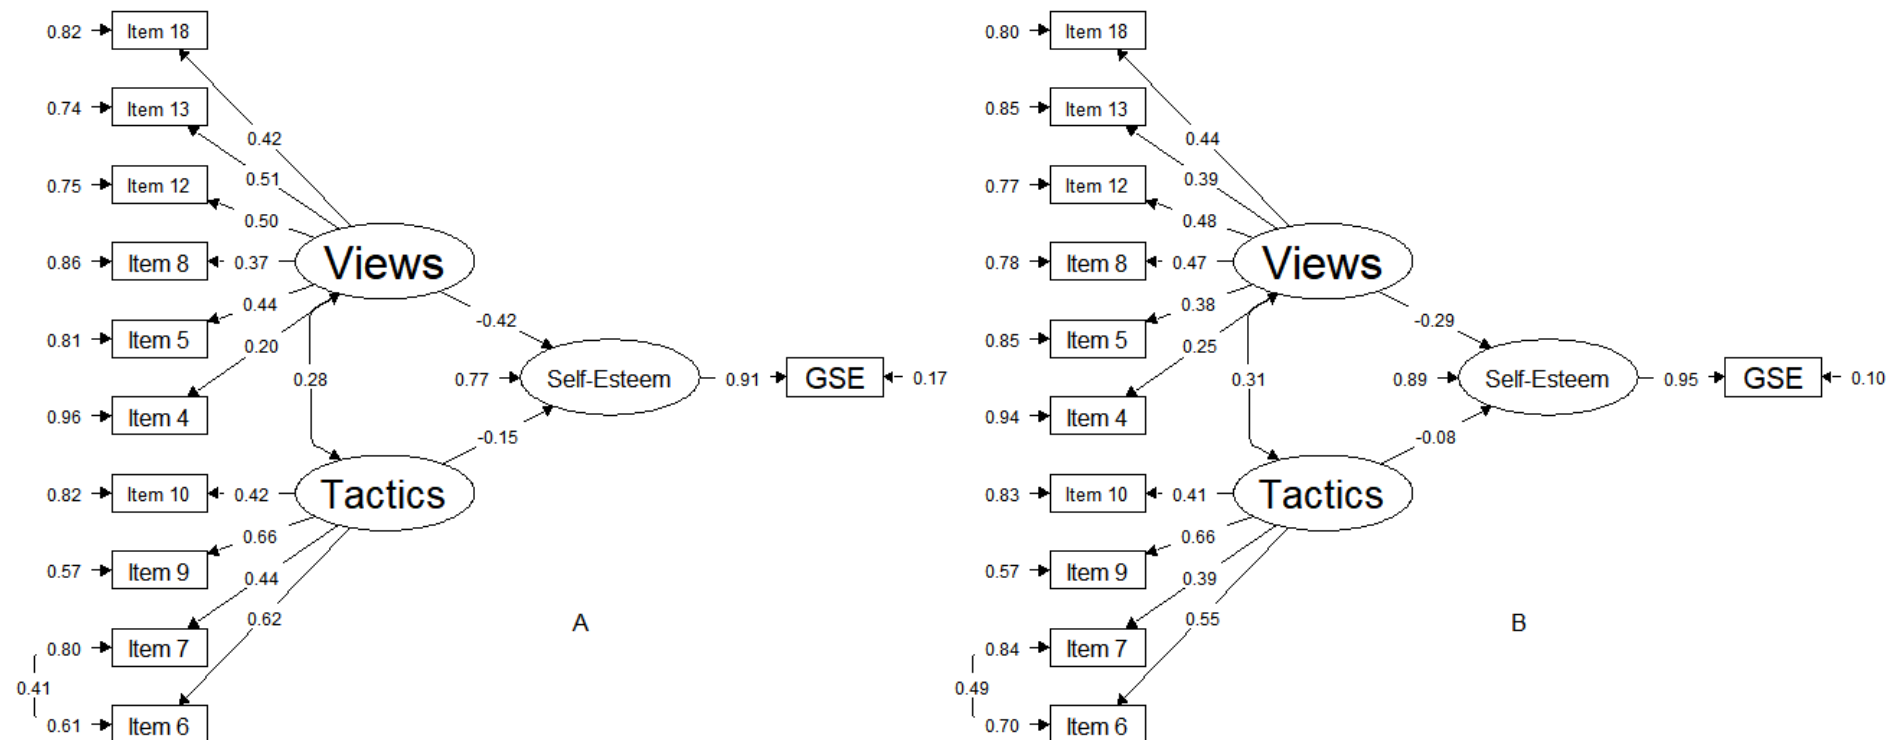 0.82 Item 18
0.74 Item 13
0.42
0.51
0.75 Item 12
0.50
0.86 Item 8 0.37 Views
0.44
-0.42
0.81 Item 5
0.20
0.28
0.77 Self-Esteem 0.91 GSE 0.17
0.96 Item 4
-0.15
0.82 Item 10 0.42 Tactics
0.66
0.57 Item 9
0.44
0.62
A
0.80 Item 7
0.41
0.61 Item 6
0.80 Item 18
0.85 Item 13
0.44
0.39
0.77 Item 12
0.48
0.78 Item 8 0.47 Views
0.38
-0.29
0.85 Item 5
0.25
0.31
0.89 Self-Esteem 0.95 GSE 0.10
0.94 Item 4
-0.08
0.83 Item 10 0.41 Tactics
0.66
0.57 Item 9
0.39
0.55
B
0.84 Item 7
0.49
0.70 Item 6